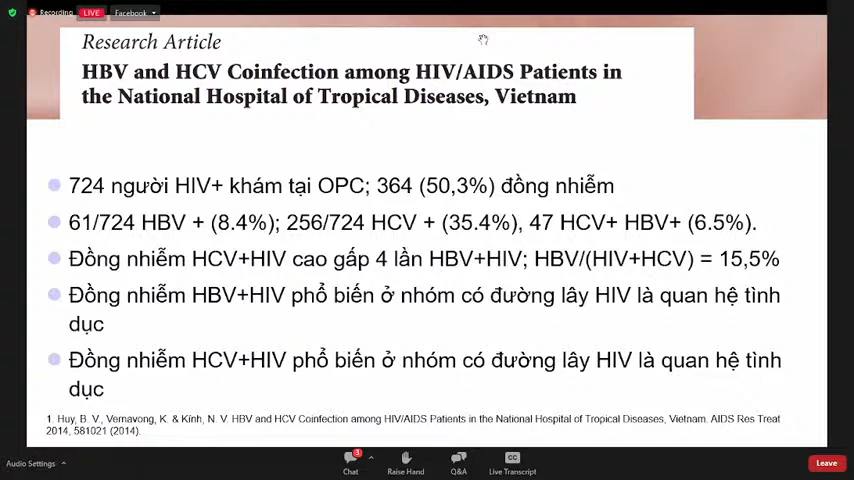 Recording
LIVE
Facebook
Research Article
HBV and HCV Coinfection among HIV/AIDS Patients in
the National Hospital of Tropical Diseases, Vietnam
724 người HIV+ khám tại OPC; 364 (50,3%) đồng nhiễm
61/724 HBV + (8.4%); 256/724 HCV + (35.4%), 47 HCV+ HBV+ (6.5%).
Đồng nhiễm HCV+HIV cao gấp 4 lần HBV+HIV; HBV/(HIV+HCV) = 15,5%
Đồng nhiễm HBV+HIV phổ biến ở nhóm có đường lây HIV là quan hệ tình
dục
Đồng nhiễm HCV+HIV phổ biến ở nhóm có đường lây HIV là quan hệ tình
dục
1. Huy, B. V., Vernavong, K. & Kính, N. V. HBV and HCV Coinfection among HIV/AIDS Patients in the National Hospital of Tropical Diseases, Vietnam. AIDS Res Treat
2014, 581021 (2014).
Audio Settings
3
Chat
Raise Hand
Q&A
CC
Live Transcript
Leave